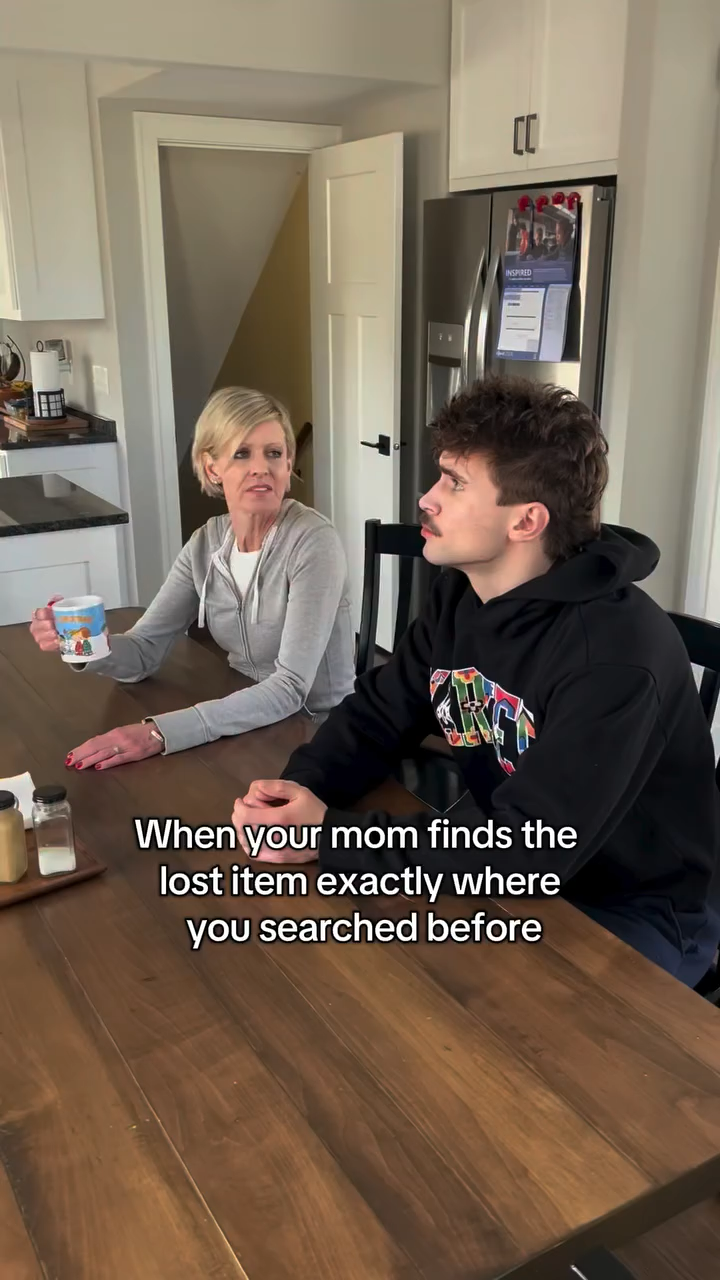 INSPIRED
When your mom finds the
lost item exactly where
you searched before